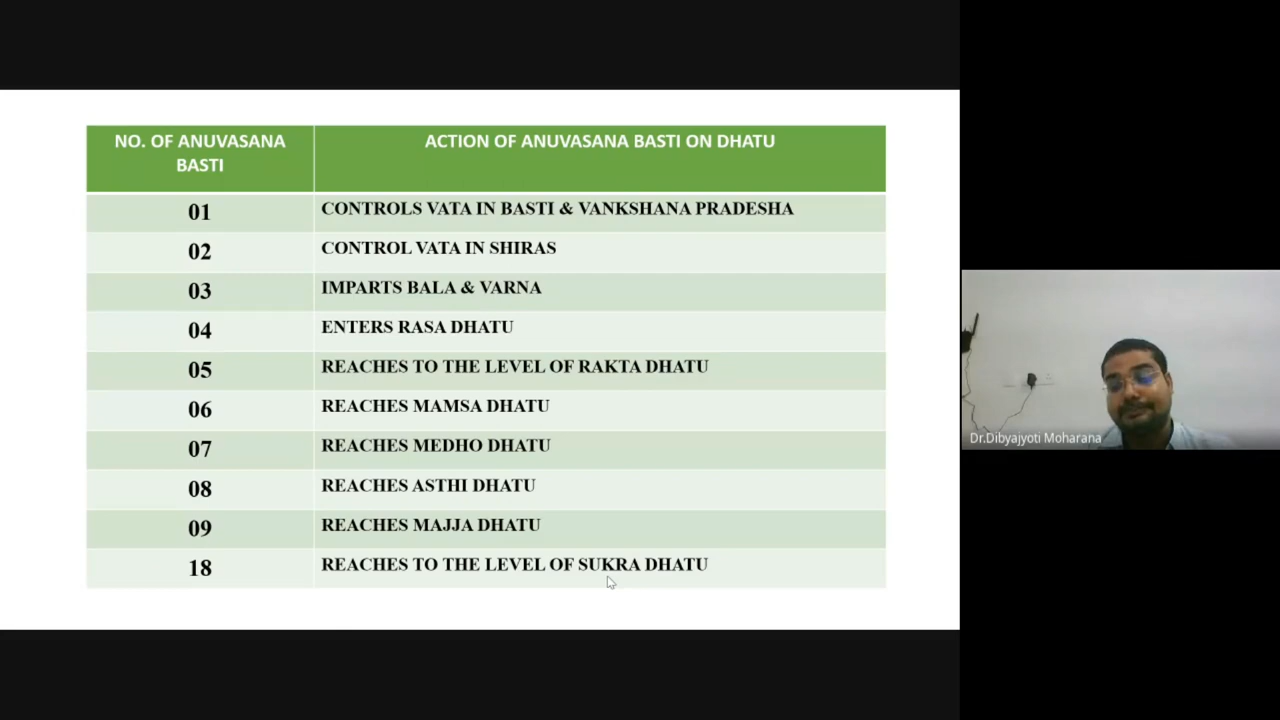 NO. OF ANUVASANA
BASTI
ACTION OF ANUVASANA BASTI ON DHATU
01
CONTROLS VATA IN BASTI & VANKSHANA PRADESHA
02
CONTROL VATA IN SHIRAS
03
IMPARTS BALA & VARNA
04
ENTERS RASA DHATU
05
REACHES TO THE LEVEL OF RAKTA DHATU
06
REACHES MAMSA DHATU
07
REACHES MEDHO DHATU
08
REACHES ASTHI DHATU
09
REACHES MAJJA DHATU
18
REACHES TO THE LEVEL OF SUKRA DHATU
Dr.Dibyajyoti Moharana